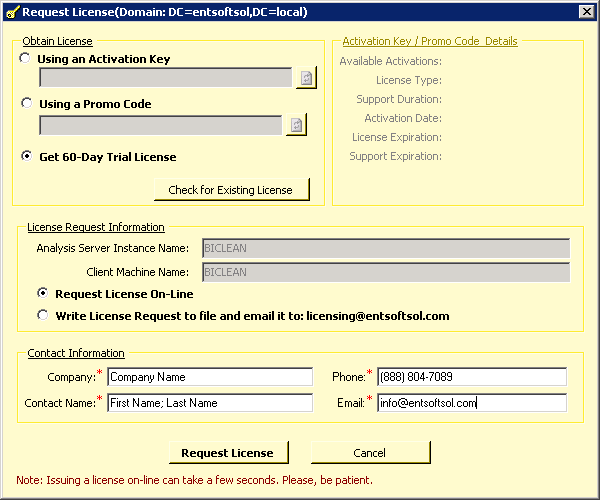 Request License(Domain: DC=entsoftsol,DC=local)
Obtain License
Using an Activation Key
Using a Promo Code
Get 60-Day Trial License
Check for Existing License
Activation Key / Promo Code Details
Available Activations:
License Type:
Support Duration:
Activation Date:
License Expiration:
Support Expiration:
License Request Information
Analysis Server Instance Name: BICLEAN
Client Machine Name: BICLEAN
Request License On-Line
Write License Request to file and email it to: licensing@entsoftsol.com
Contact Information
Company:* Company Name Phone:* (888) 804-7089
Contact Name:* First Name; Last Name Email:* info@entsoftsol.com
Request License Cancel
Note: Issuing a license on-line can take a few seconds. Please, be patient.